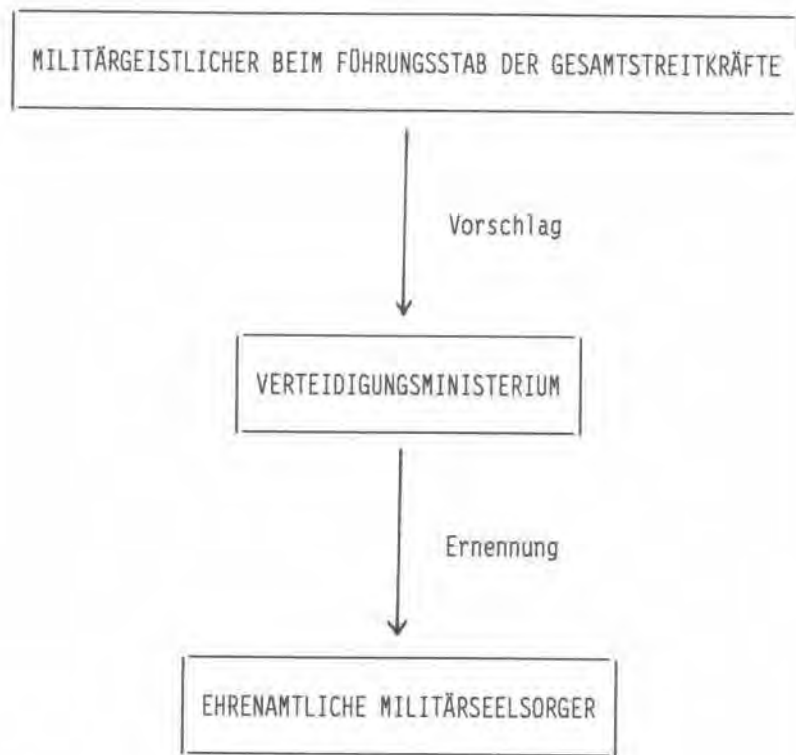 MILITÄRGEISTLICHER BEIM FÜHRUNGSSTAB DER GESAMTSTREITKRÄFTE
Vorschlag
VERTEIDIGUNGSMINISTERIUM
Ernennung
EHRENAMTLICHE MILITÄRSEELSORGER